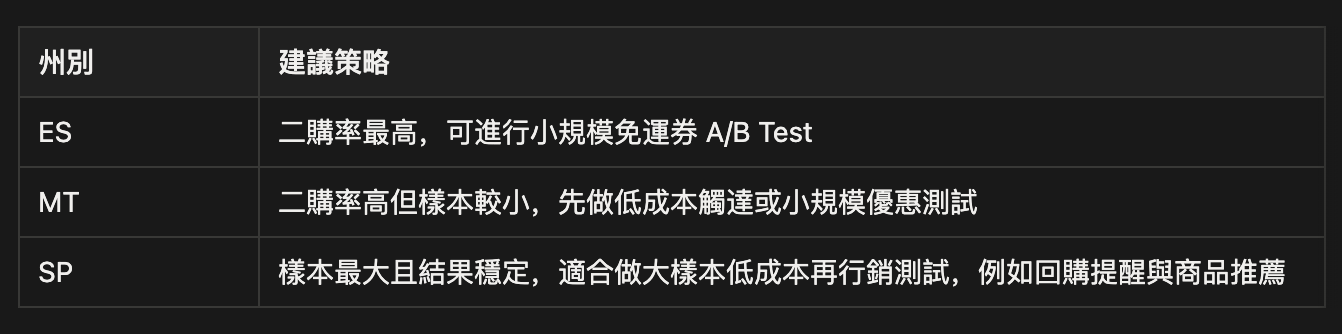 州別 建議策略
ES 二購率最高，可進行小規模免運券 A/B Test
MT 二購率高但樣本較小，先做低成本觸達或小規模優惠測試
SP 樣本最大且結果穩定，適合做大樣本低成本再行銷測試，例如回購提醒與商品推薦